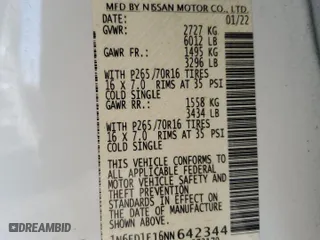 MFD BY NISSAN MOTOR CO., LTD.
DATE: 01/22
GVWR: 2727 KG
6012 LB
GAWR FR.: 1495 KG
3296 LB
WITH P265/70R16 TIRES
16 X 7.0 RIMS AT 35 PSI
COLD SINGLE
GAWR RR.: 1558 KG
3434 LB
WITH P265/70R16 TIRES
16 X 7.0 RIMS AT 35 PSI
COLD SINGLE
THIS VEHICLE CONFORMS TO
ALL APPLICABLE FEDERAL
MOTOR VEHICLE SAFETY
AND THEFT PREVENTION
STANDARDS IN EFFECT ON
THE DATE OF MANUFACTURE
SHOWN ABOVE.
1N6ED1EJ6NN642344
DREAMBID